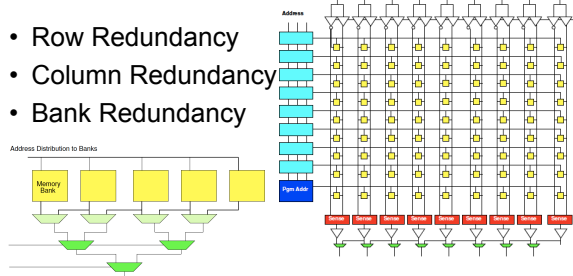 • Row Redundancy
• Column Redundancy
• Bank Redundancy
Address Distribution to Banks
Memory
Bank
Address
Pgm Addr
Sense Sense Sense Sense Sense Sense Sense Sense Sense